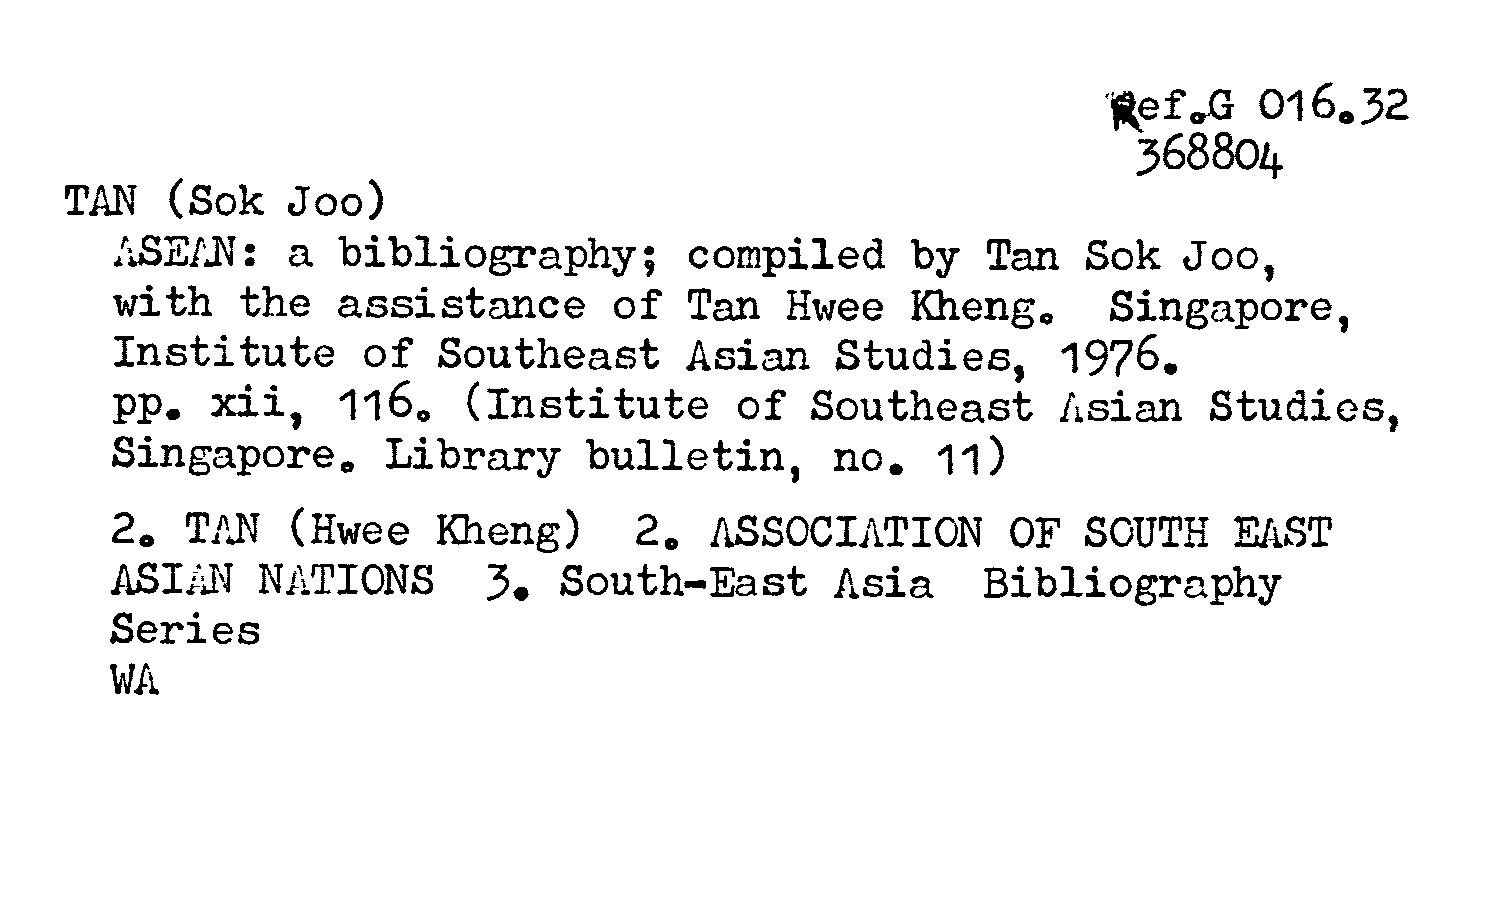 Ref.G 016.32
368804
TAN (Sok Joo)
ASEAN: a bibliography; compiled by Tan Sok Joo,
with the assistance of Tan Hwee Kheng. Singapore,
Institute of Southeast Asian Studies, 1976.
pp. xii, 116. (Institute of Southeast Asian Studies,
Singapore. Library bulletin, no. 11)
2. TAN (Hwee Kheng) 2. ASSOCIATION OF SOUTH EAST
ASIAN NATIONS 3. South-East Asia Bibliography
Series
WA